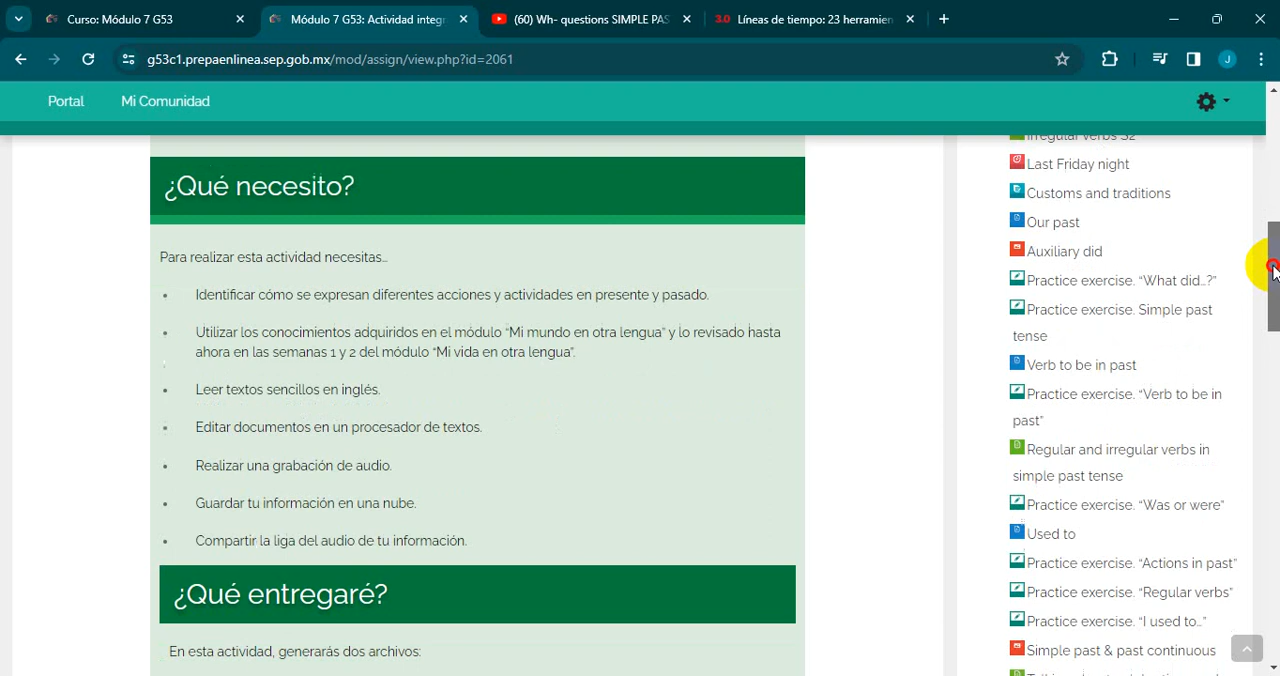 Curso: Módulo 7 G53
Módulo 7 G53: Actividad integr
(60) Wh- questions SIMPLE PAS
3.0 Líneas de tiempo: 23 herramien
g53c1.prepaenlinea.sep.gob.mx/mod/assign/view.php?id=2061
J
Portal
Mi Comunidad
¿Qué necesito?
Para realizar esta actividad necesitas...
Identificar cómo se expresan diferentes acciones y actividades en presente y pasado.
Utilizar los conocimientos adquiridos en el módulo “Mi mundo en otra lengua” y lo revisado hasta
ahora en las semanas 1 y 2 del módulo “Mi vida en otra lengua”.
Leer textos sencillos en inglés.
Editar documentos en un procesador de textos.
Realizar una grabación de audio.
Guardar tu información en una nube.
Compartir la liga del audio de tu información.
¿Qué entregaré?
En esta actividad, generarás dos archivos:
Irregular verbs S2
Last Friday night
Customs and traditions
Our past
Auxiliary did
Practice exercise. “What did..?”
Practice exercise. Simple past
tense
Verb to be in past
Practice exercise. “Verb to be in
past”
Regular and irregular verbs in
simple past tense
Practice exercise. “Was or were”
Used to
Practice exercise. “Actions in past”
Practice exercise. “Regular verbs”
Practice exercise. “I used to...”
Simple past & past continuous